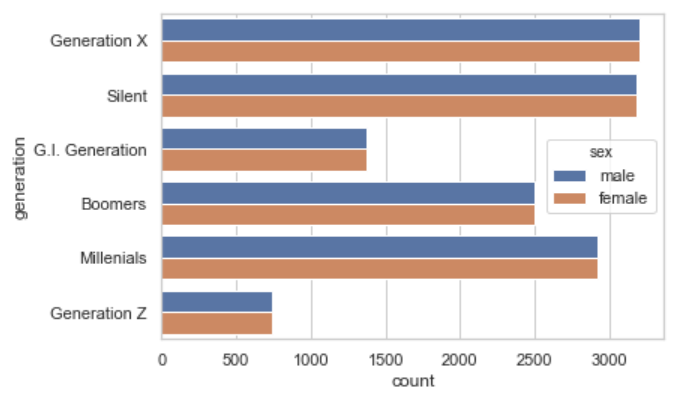 Generation X
Silent
G.I. Generation
Boomers
Millenials
Generation Z
generation
sex
male
female
0 500 1000 1500 2000 2500 3000
count